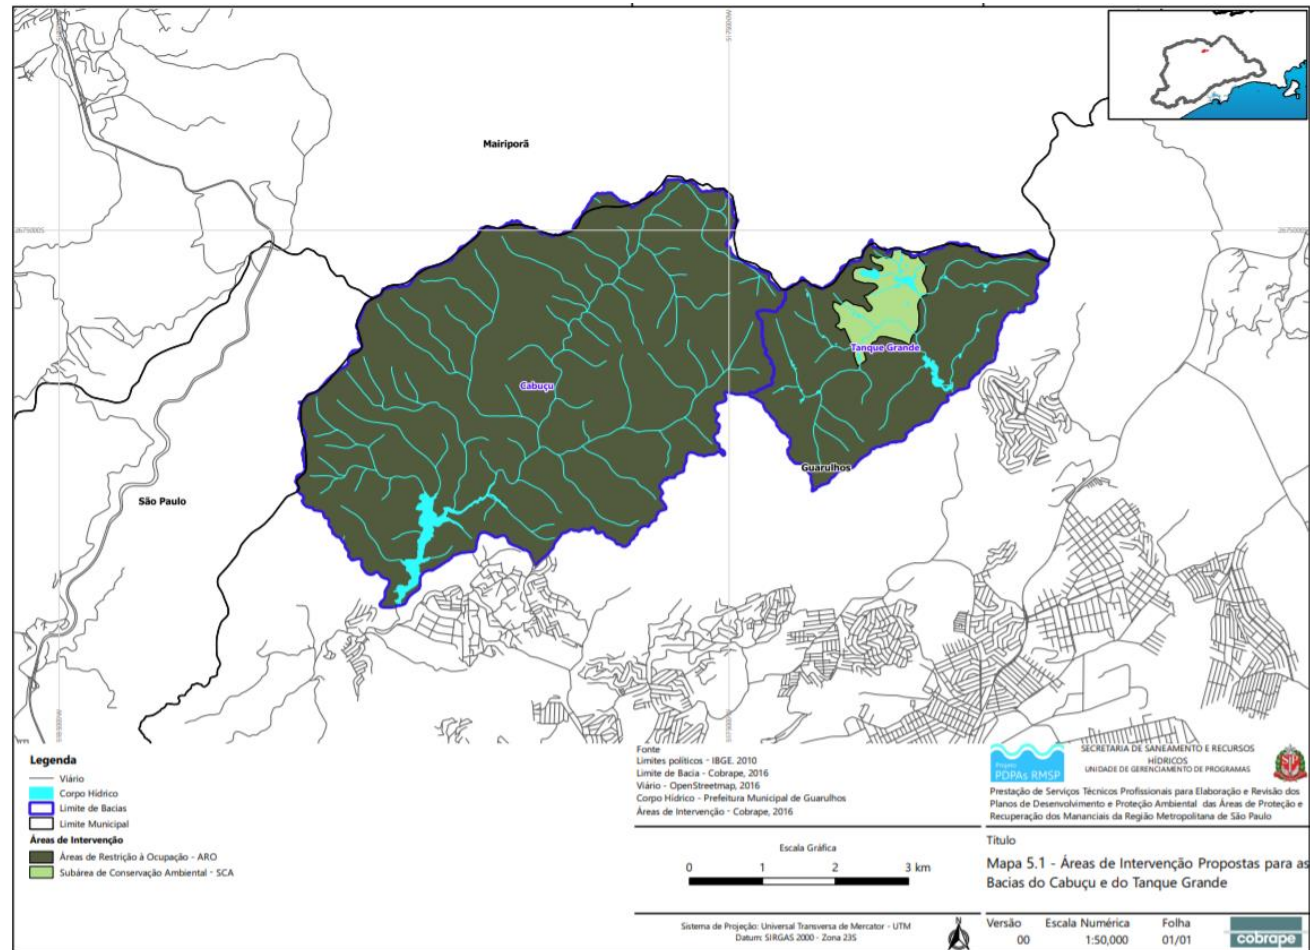 Mairiporã
Tanque Grande
Cabuçu
Guarulhos
São Paulo
Legenda
Viário
Corpo Hídrico
Limite de Bacias
Limite Municipal
Áreas de Intervenção
Áreas de Restrição à Ocupação - ARO
Subárea de Conservação Ambiental - SCA
Fonte
Limites políticos - IBGE. 2010
Limite de Bacia - Cobrape, 2016
Viário - OpenStreetmap, 2016
Corpo Hídrico - Prefeitura Municipal de Guarulhos
Áreas de Intervenção - Cobrape, 2016
Escala Gráfica
0 1 2 3 km
Sistema de Projeção: Universal Transversa de Mercator - UTM
Datum: SIRGAS 2000 - Zona 23S
N
Projeto
PDPAs RMSP
SECRETARIA DE SANEAMENTO E RECURSOS
HÍDRICOS
UNIDADE DE GERENCIAMENTO DE PROGRAMAS
SP
Prestação de Serviços Técnicos Profissionais para Elaboração e Revisão dos
Planos de Desenvolvimento e Proteção Ambiental das Áreas de Proteção e
Recuperação dos Mananciais da Região Metropolitana de São Paulo
Título
Mapa 5.1 - Áreas de Intervenção Propostas para as
Bacias do Cabuçu e do Tanque Grande
Versão Escala Numérica Folha
00 1:50,000 01/01
cobrape